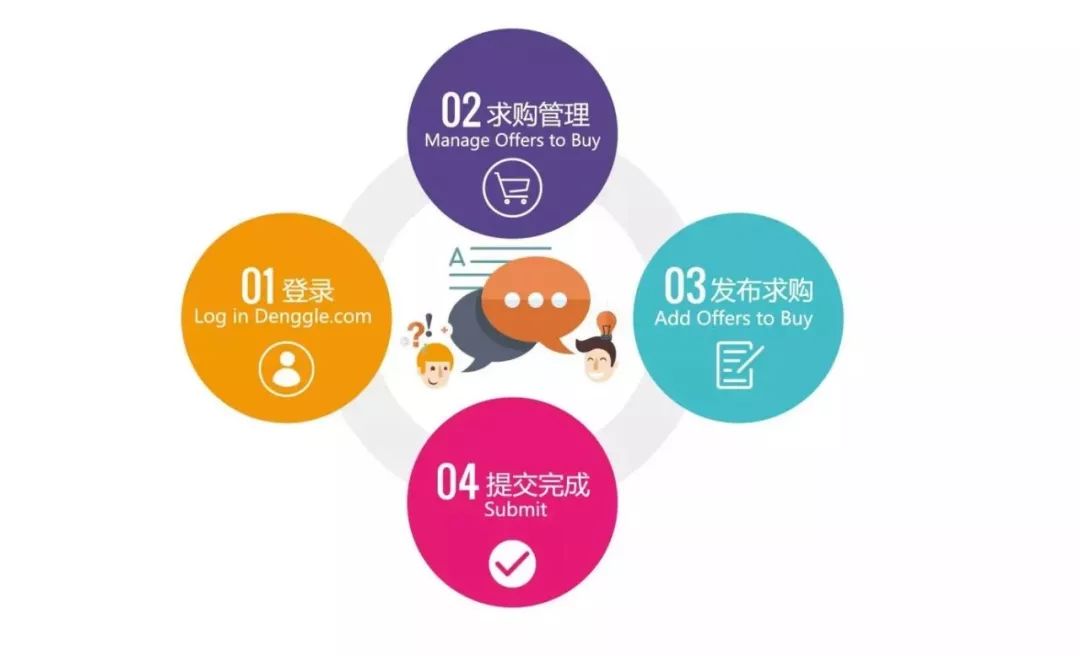 01 登录
Log in Denggle.com
02 求购管理
Manage Offers to Buy
03 发布求购
Add Offers to Buy
04 提交完成
Submit
A
?!